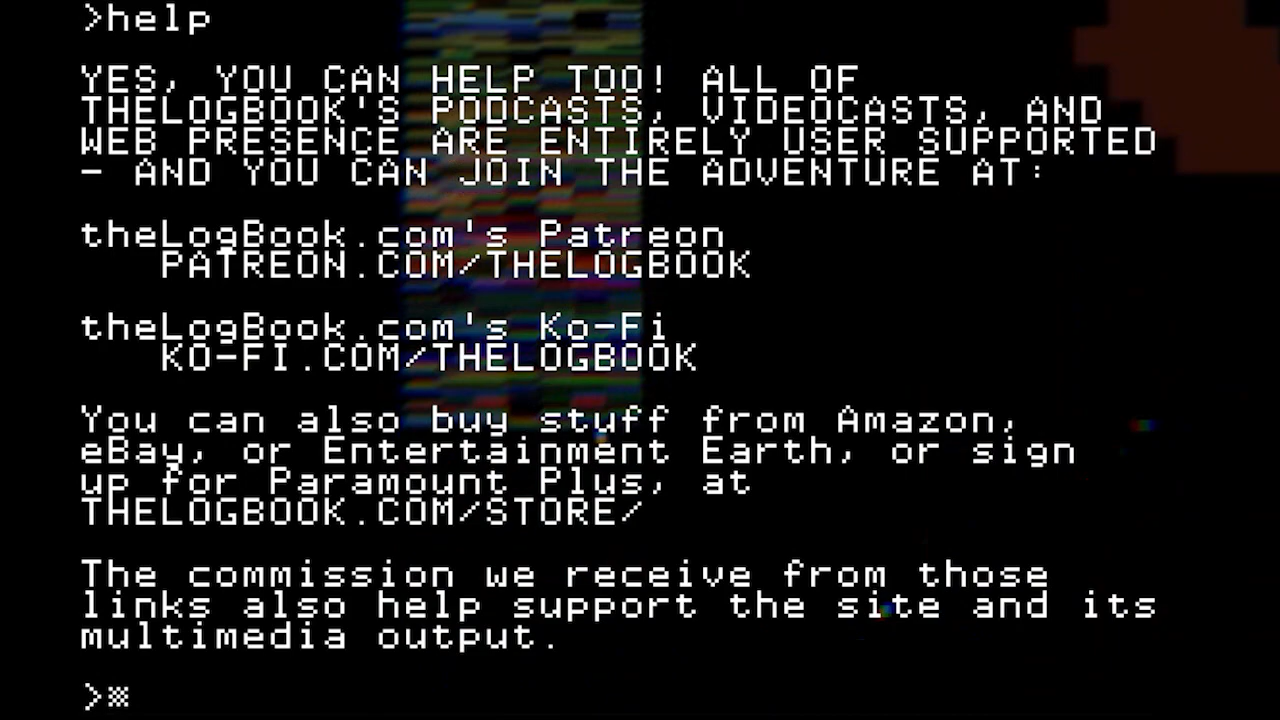 >help
YES, YOU CAN HELP TOO! ALL OF
THELOGBOOK'S PODCASTS, VIDEOCASTS, AND
WEB PRESENCE ARE ENTIRELY USER SUPPORTED
- AND YOU CAN JOIN THE ADVENTURE AT:
theLogBook.com's Patreon
PATREON.COM/THELOGBOOK
theLogBook.com's Ko-Fi
KO-FI.COM/THELOGBOOK
You can also buy stuff from Amazon,
eBay, or Entertainment Earth, or sign
up for Paramount Plus, at
THELOGBOOK.COM/STORE/
The commission we receive from those
links also help support the site and its
multimedia output.
>